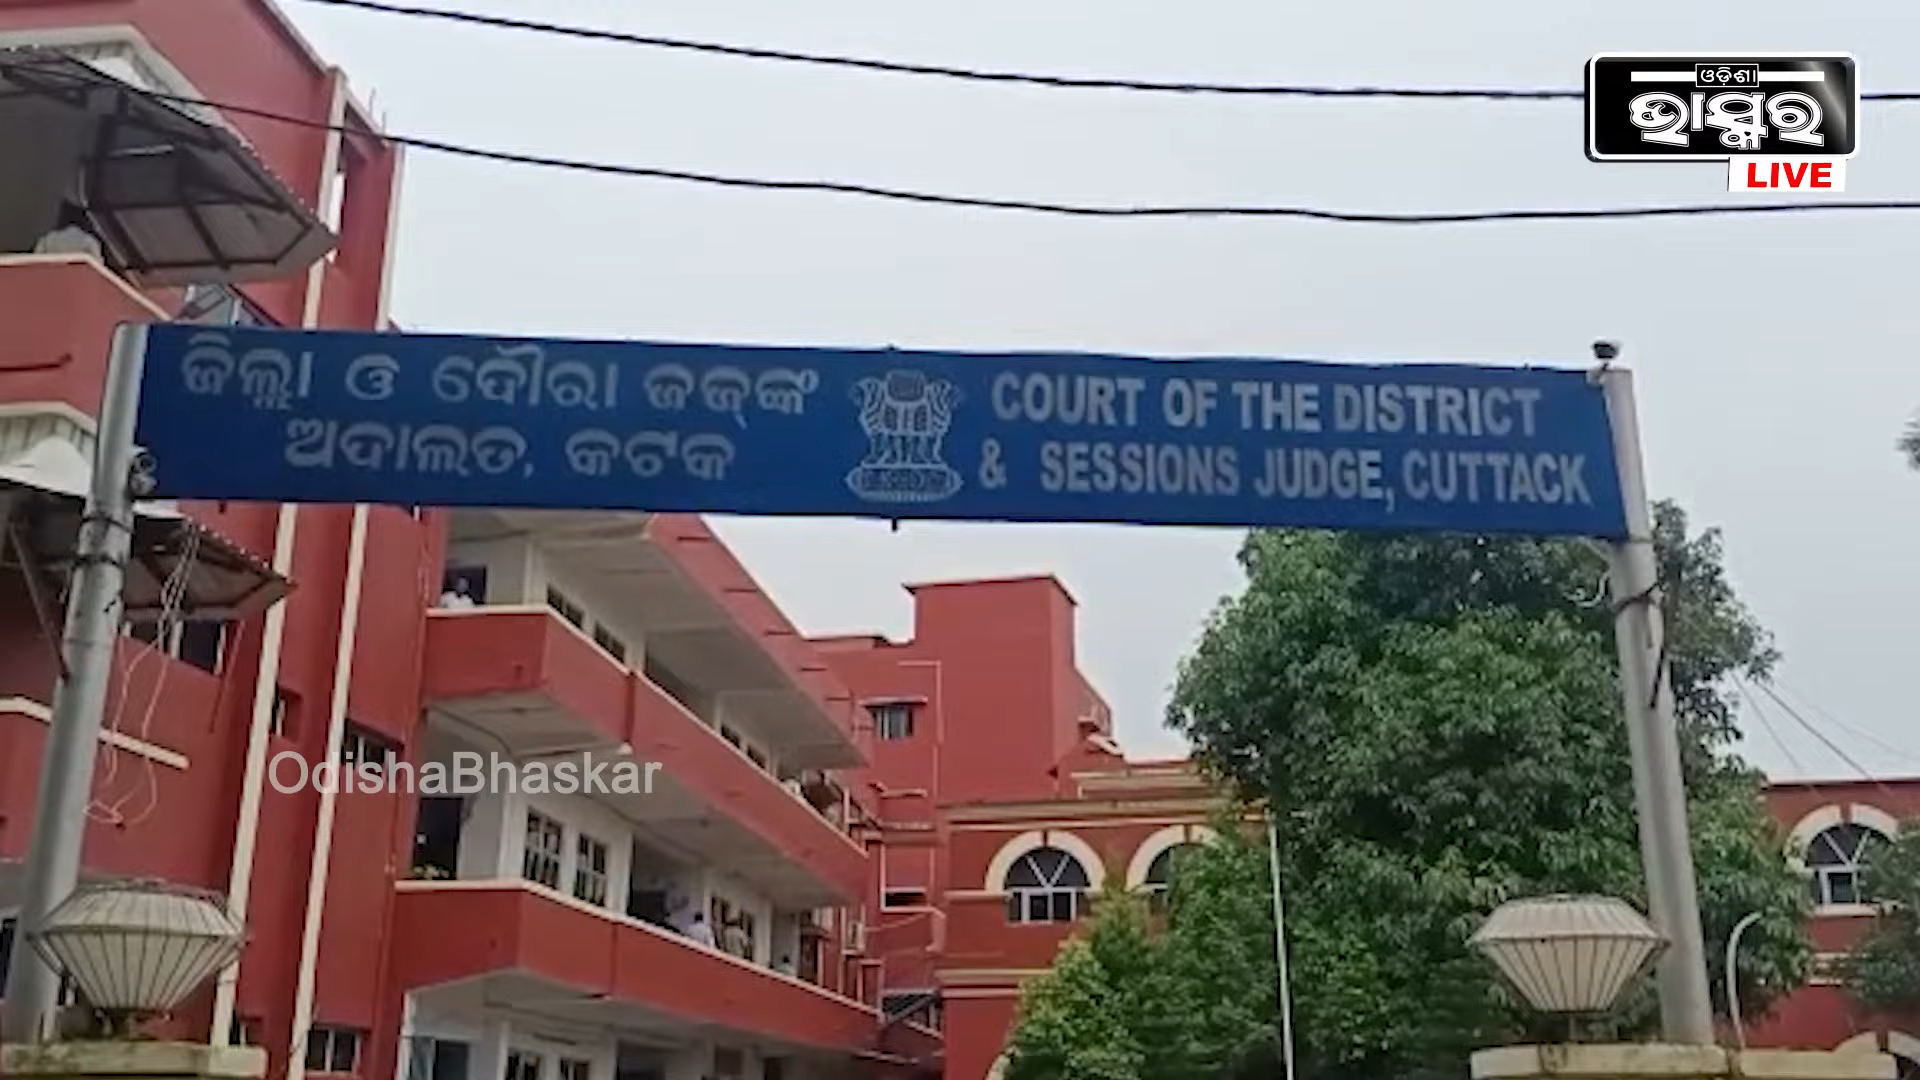 ଓଡ଼ିଶା
ଭାସ୍କର
LIVE
ଜିଲ୍ଲା ଓ ଦୌରା ଜଜ୍‌ଙ୍କ
ଅଦାଲତ, କଟକ
COURT OF THE DISTRICT
& SESSIONS JUDGE, CUTTACK
OdishaBhaskar